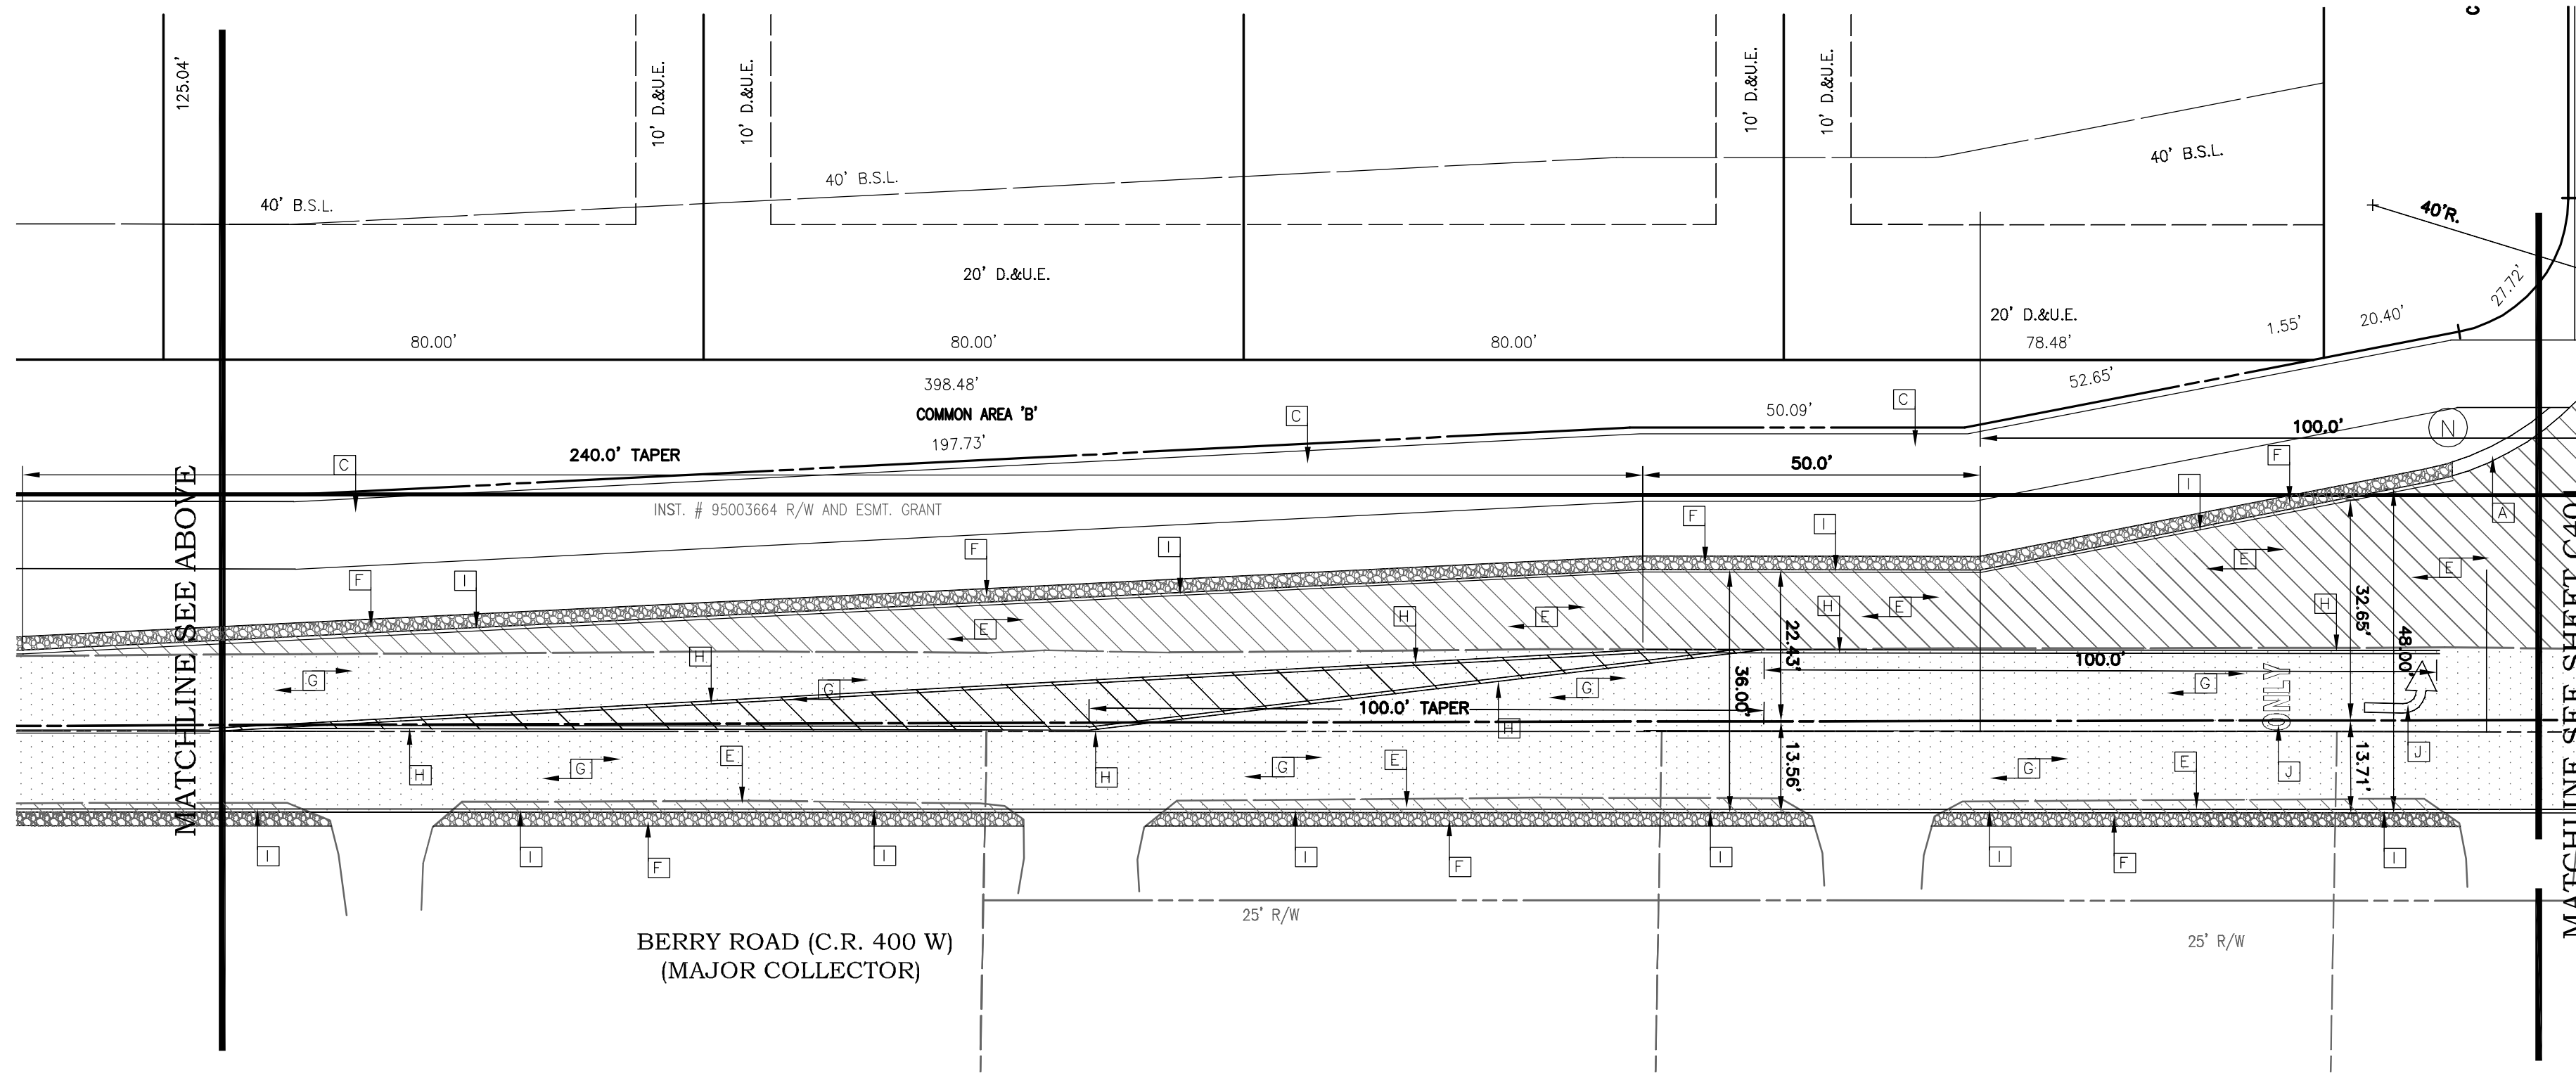 C
125.04'
10' D.&U.E.
10' D.&U.E.
10' D.&U.E.
10' D.&U.E.
40' B.S.L.
40' B.S.L.
40' B.S.L.
40'R.
20' D.&U.E.
20' D.&U.E.
27.72'
80.00'
80.00'
80.00'
78.48'
1.55'
20.40'
398.48'
52.65'
COMMON AREA 'B'
50.09'
C
C
C
197.73'
240.0' TAPER
50.0'
100.0'
N
F
I
A
INST. # 95003664 R/W AND ESMT. GRANT
F
I
F
I
F
I
E
E
E
E
E
H
H
H
H
22.43'
32.65'
48.00'
36.00'
100.0'
G
G
G
G
ONLY
100.0' TAPER
H
H
H
J
J
G
E
G
E
G
E
13.56'
13.71'
I
I
F
I
I
F
I
I
F
I
MATCHLINE SEE ABOVE
MATCHLINE SEE SHEET C401
25' R/W
25' R/W
BERRY ROAD (C.R. 400 W)
(MAJOR COLLECTOR)